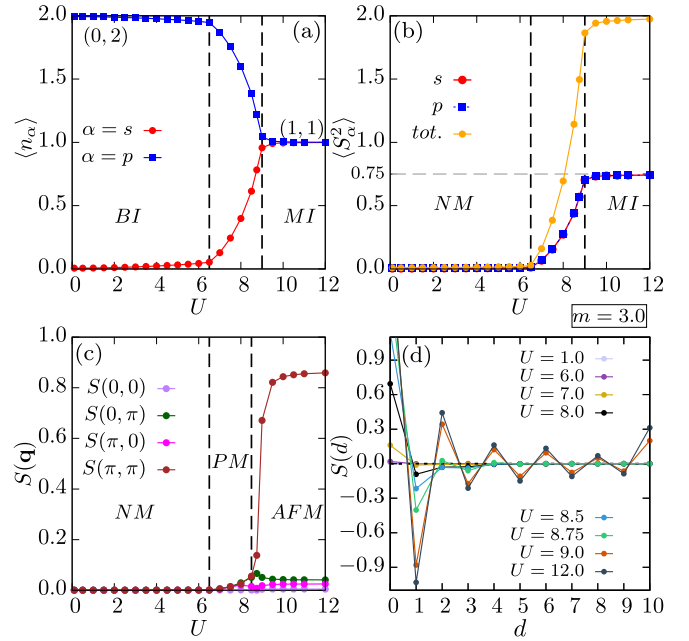 (0, 2)
(a)
2.0
1.5
1.0
0.5
0.0
⟨n_α⟩
α = s
α = p
(1, 1)
BI
MI
0 2 4 6 8 10 12
U
(b)
2.0
1.5
1.0
0.75
0.5
0.0
⟨S²_α⟩
s
p
tot.
NM
MI
0 2 4 6 8 10 12
U
m = 3.0
(c)
1.0
0.8
0.6
0.4
0.2
0.0
S(q)
S(0, 0)
S(0, π)
S(π, 0)
S(π, π)
NM
PM
AFM
0 2 4 6 8 10 12
U
(d)
0.9
0.6
0.3
0.0
−0.3
−0.6
−0.9
S(d)
U = 1.0
U = 6.0
U = 7.0
U = 8.0
U = 8.5
U = 8.75
U = 9.0
U = 12.0
0 1 2 3 4 5 6 7 8 9 10
d